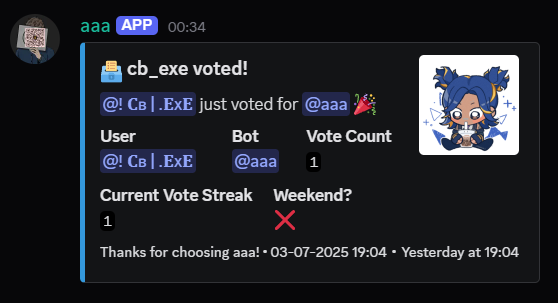 aaa APP 00:34
cb_exe voted!
@! Cʙ | .ExE just voted for @aaa
User Bot Vote Count
@! Cʙ | .ExE @aaa 1
Current Vote Streak Weekend?
1
Thanks for choosing aaa! • 03-07-2025 19:04 • Yesterday at 19:04